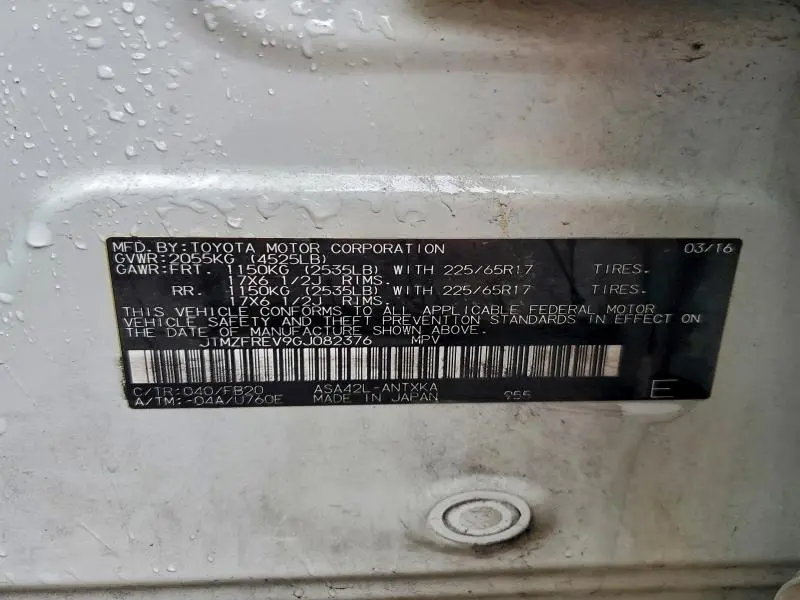 MFD. BY: TOYOTA MOTOR CORPORATION 03/16
GVWR: 2055KG (4525LB)
GAWR: FRT. 1150KG (2535LB) WITH 225/65R17 TIRES.
17X6 1/2J RIMS.
RR. 1150KG (2535LB) WITH 225/65R17 TIRES.
17X6 1/2J RIMS.
THIS VEHICLE CONFORMS TO ALL APPLICABLE FEDERAL MOTOR
VEHICLE SAFETY AND THEFT PREVENTION STANDARDS IN EFFECT ON
THE DATE OF MANUFACTURE SHOWN ABOVE.
JTMZFREV9GJ082376 MPV
C/TR: 040/FB20 ASA42L-ANTXKA
A/TM: -04A/U760E MADE IN JAPAN 955 E